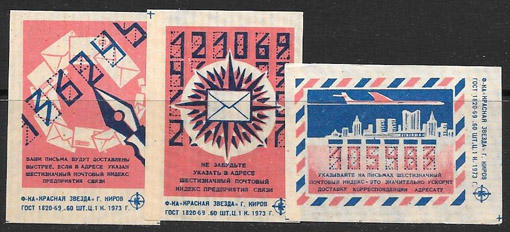 136245
ВАШИ ПИСЬМА БУДУТ ДОСТАВЛЕНЫ
БЫСТРЕЕ, ЕСЛИ В АДРЕСЕ УКАЗАН
ШЕСТИЗНАЧНЫЙ ПОЧТОВЫЙ ИНДЕКС
ПРЕДПРИЯТИЯ СВЯЗИ
Ф-КА «КРАСНАЯ ЗВЕЗДА» Г. КИРОВ
ГОСТ 1820-69. 60 ШТ. Ц. 1 К. 1973 Г.
НЕ ЗАБУДЬТЕ
УКАЗАТЬ В АДРЕСЕ
ШЕСТИЗНАЧНЫЙ ПОЧТОВЫЙ
ИНДЕКС ПРЕДПРИЯТИЯ СВЯЗИ
Ф-КА «КРАСНАЯ ЗВЕЗДА» Г. КИРОВ
ГОСТ 1820-69. 60 ШТ. Ц. 1 К. 1973 Г.
УКАЗЫВАЙТЕ НА ПИСЬМАХ ШЕСТИЗНАЧНЫЙ
ПОЧТОВЫЙ ИНДЕКС - ЭТО ЗНАЧИТЕЛЬНО УСКОРИТ
ДОСТАВКУ КОРРЕСПОНДЕНЦИИ АДРЕСАТУ
Ф-КА «КРАСНАЯ ЗВЕЗДА» Г. КИРОВ
ГОСТ 1820-69. 60 ШТ. Ц. 1 К. 1973 Г.